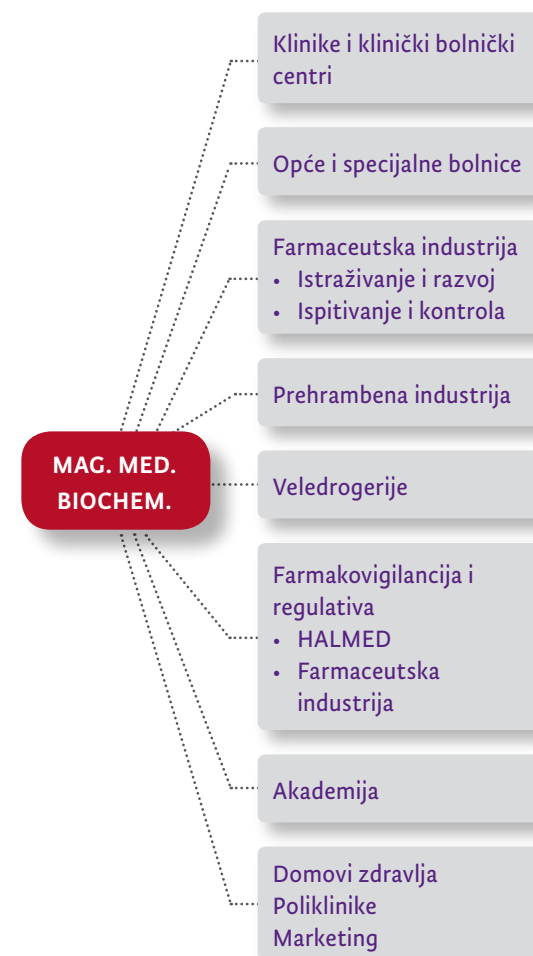 Klinike i klinički bolnički
centri
Opće i specijalne bolnice
Farmaceutska industrija
• Istraživanje i razvoj
• Ispitivanje i kontrola
Prehrambena industrija
MAG. MED.
BIOCHEM.
Veledrogerije
Farmakovigilancija i
regulativa
• HALMED
• Farmaceutska
industrija
Akademija
Domovi zdravlja
Poliklinike
Marketing